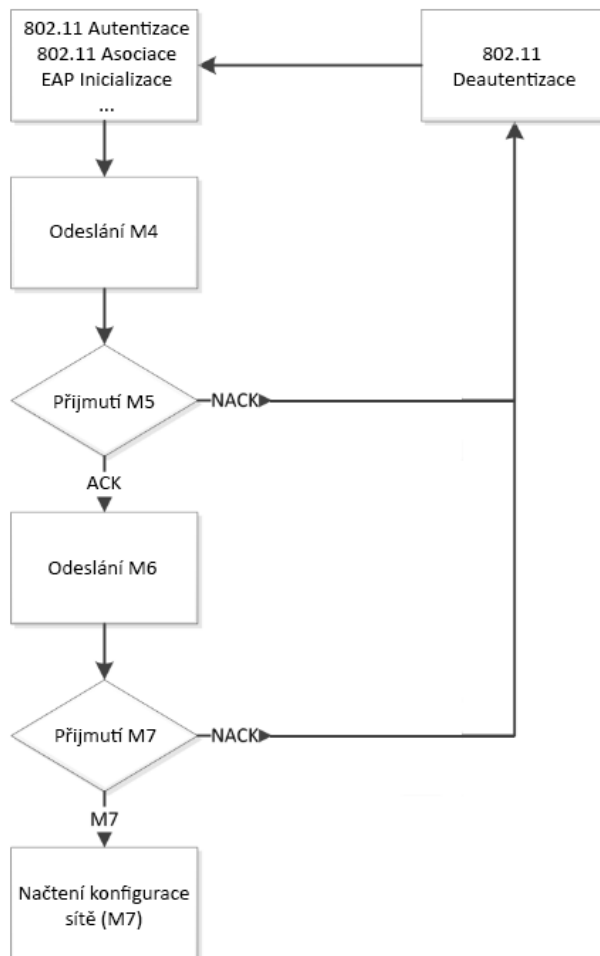 802.11 Autentizace
802.11 Asociace
EAP Inicializace
...
802.11
Deautentizace
Odeslání M4
Přijmutí M5
NACK
ACK
Odeslání M6
Přijmutí M7
NACK
M7
Načtení konfigurace
sítě (M7)